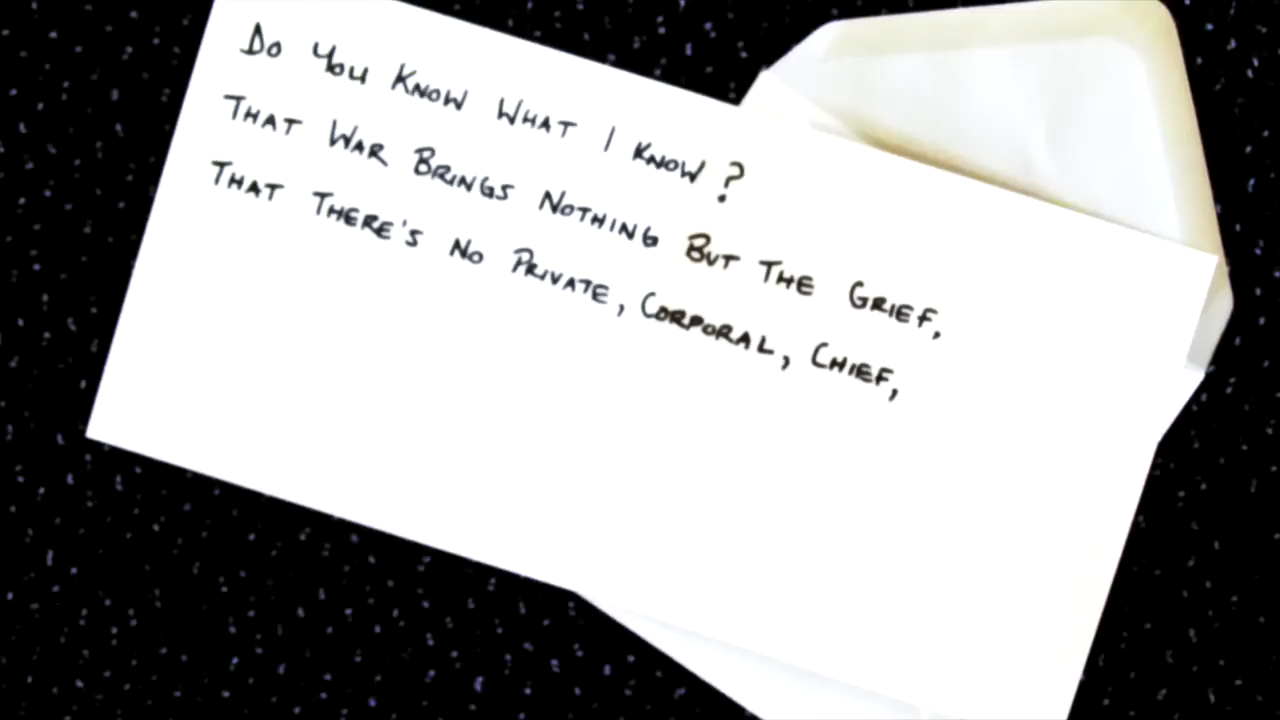 Do You Know What I Know?
That War Brings Nothing But The Grief,
That There's No Private, Corporal, Chief,